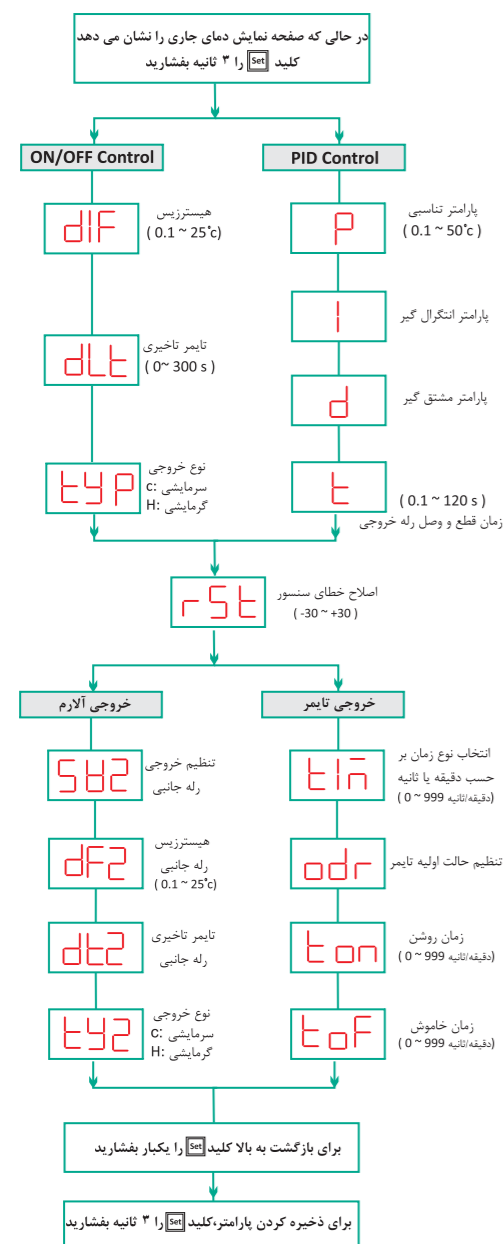 در حالی که صفحه نمایش دمای جاری را نشان می دهد
کلید Set را ۳ ثانیه بفشارید
ON/OFF Control
PID Control
dIF
هیسترزیس
( 0.1 ~ 25°c)
P
پارامتر تناسبی
( 0.1 ~ 50°c )
I
پارامتر انتگرال گیر
dLt
تایمر تاخیری
( 0~ 300 s )
d
پارامتر مشتق گیر
tyP
نوع خروجی
سرمایشی :c
گرمایشی :H
t
( 0.1 ~ 120 s )
زمان قطع و وصل رله خروجی
rSt
اصلاح خطای سنسور
( -30 ~ +30 )
خروجی آلارم
خروجی تایمر
تنظیم خروجی
رله جانبی
tIm
انتخاب نوع زمان بر
حسب دقیقه یا ثانیه
(دقیقه/ثانیه 999 ~ 0 )
dF2
هیسترزیس
رله جانبی
( 0.1 ~ 25°c)
odr
تنظیم حالت اولیه تایمر
dt2
تایمر تاخیری
رله جانبی
ton
زمان روشن
(دقیقه/ثانیه 999 ~ 0 )
ty2
نوع خروجی
سرمایشی :c
گرمایشی :H
toF
زمان خاموش
(دقیقه/ثانیه 999 ~ 0 )
برای بازگشت به بالا کلید Set را یکبار بفشارید
برای ذخیره کردن پارامتر،کلید Set را ۳ ثانیه بفشارید